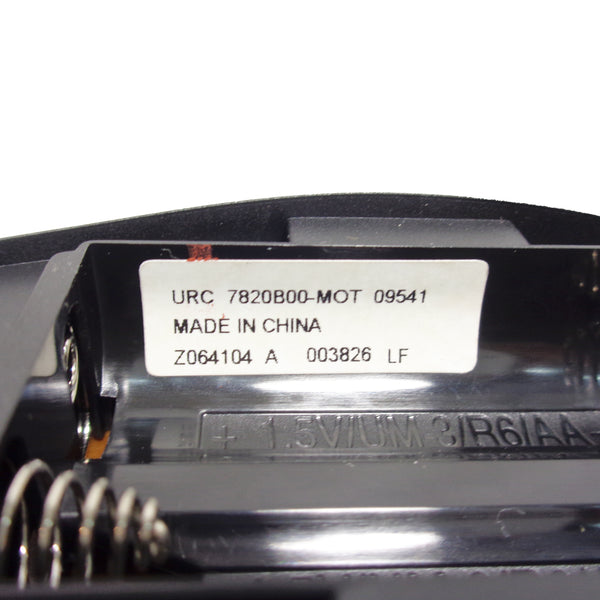 URC 7820B00-MOT 09541
MADE IN CHINA
Z064104 A 003826 LF
+ 1.5V/UM-3/R6/AA